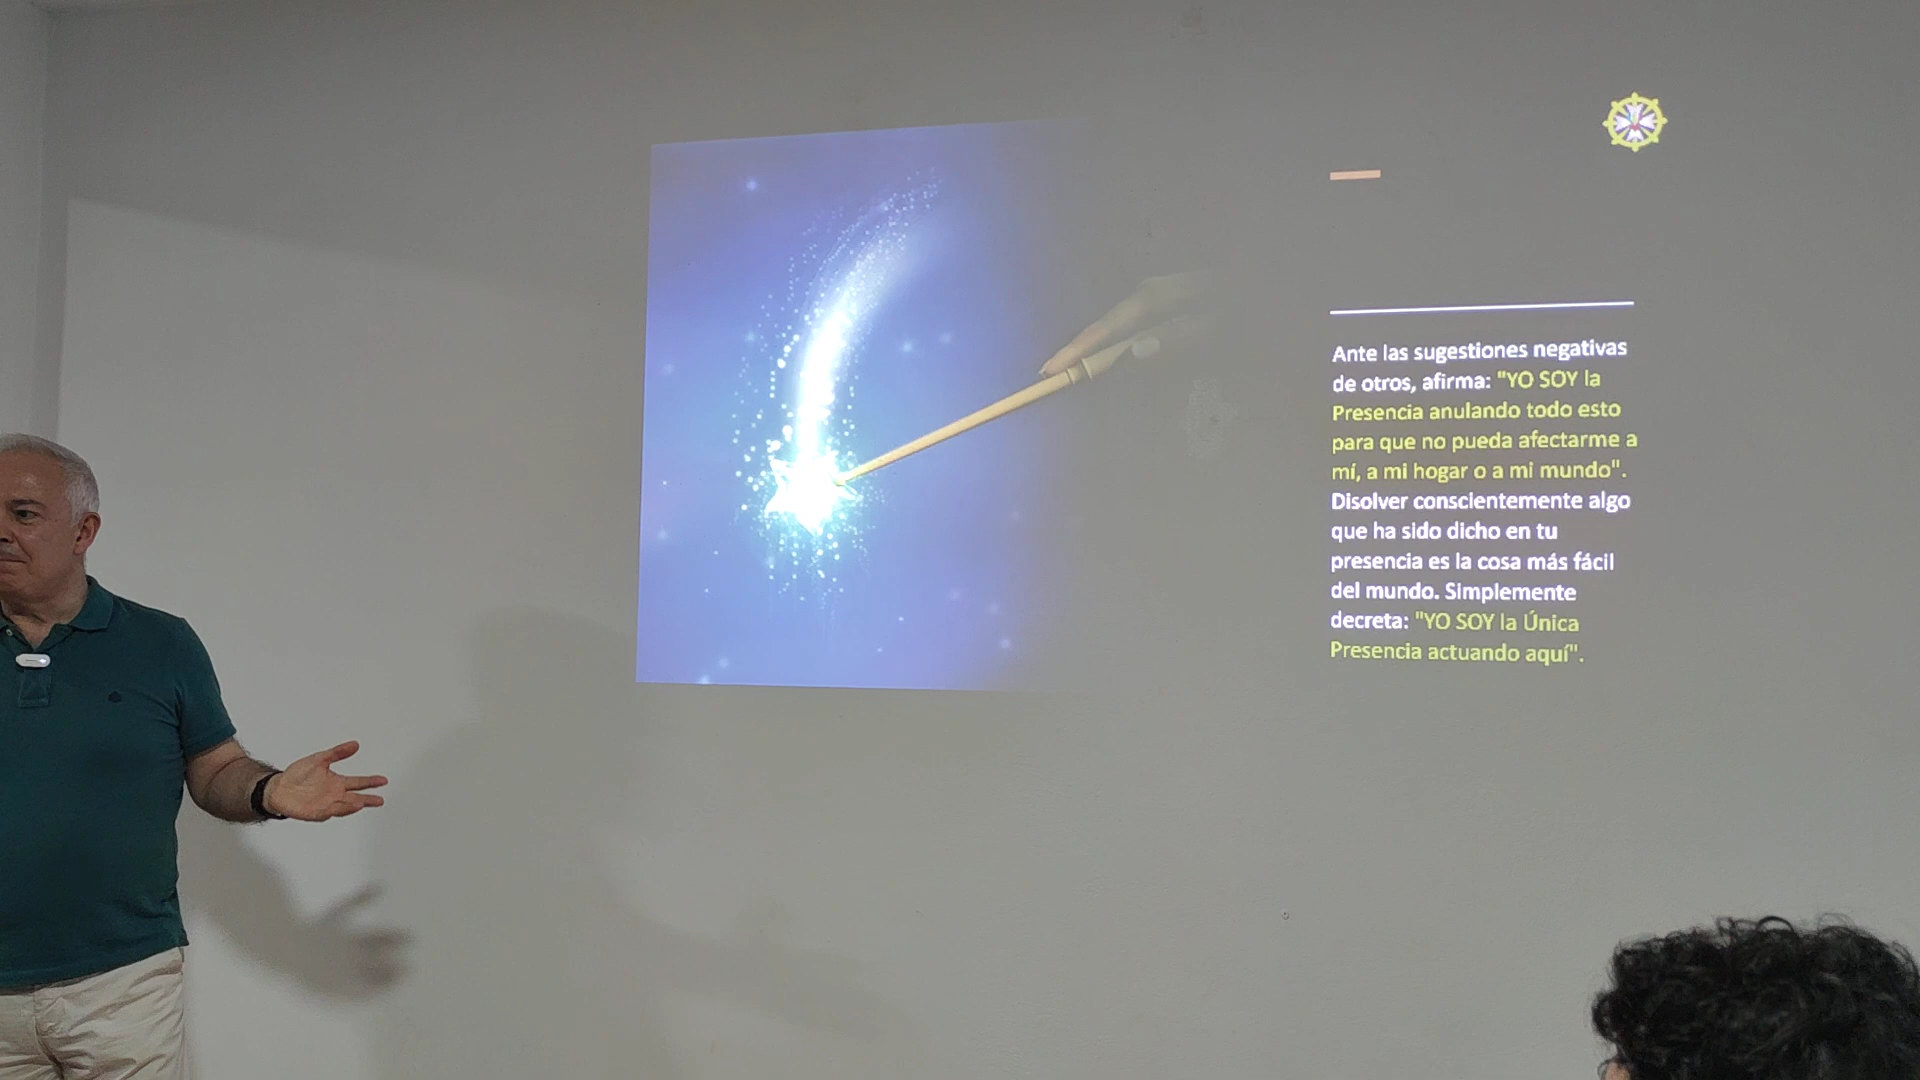 Ante las sugestiones negativas
de otros, afirma: "YO SOY la
Presencia anulando todo esto
para que no pueda afectarme a
mí, a mi hogar o a mi mundo".
Disolver conscientemente algo
que ha sido dicho en tu
presencia es la cosa más fácil
del mundo. Simplemente
decreta: "YO SOY la Única
Presencia actuando aquí".